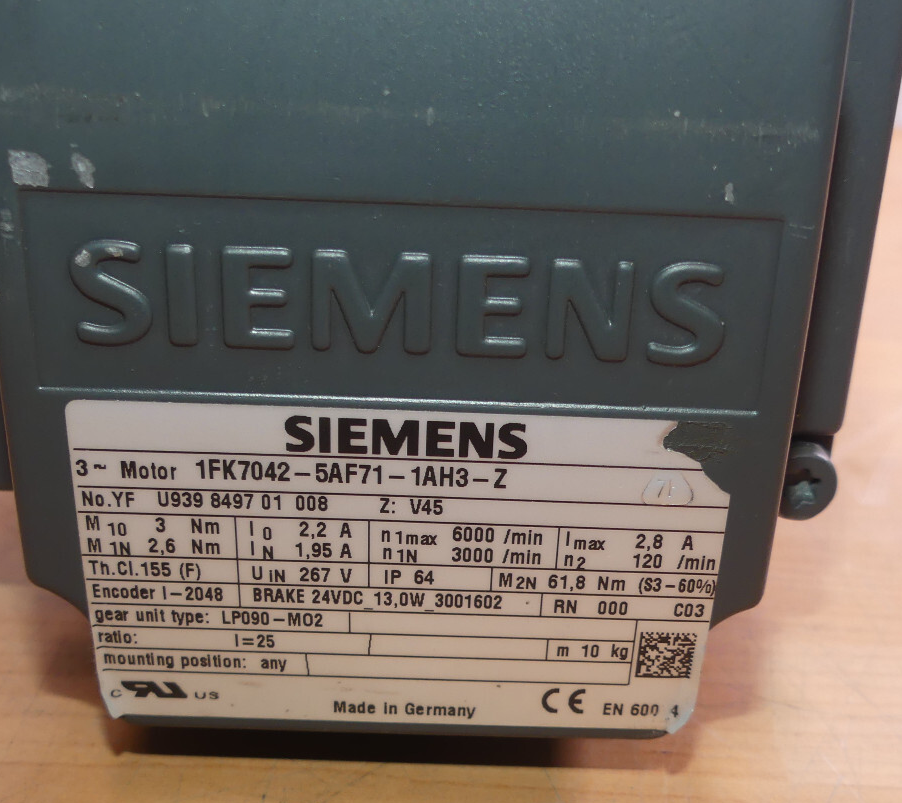 SIEMENS
SIEMENS
3~ Motor 1FK7042-5AF71-1AH3-Z
No.YF U939 8497 01 008 Z: V45
M10 3 Nm I0 2,2 A n1max 6000 /min Imax 2,8 A
M1N 2,6 Nm IN 1,95 A n1N 3000 /min n2 120 /min
Th.Cl.155 (F) UIN 267 V IP 64 M2N 61,8 Nm (S3-60%)
Encoder I-2048 BRAKE 24VDC_13,0W_3001602 RN 000 C03
gear unit type: LP090-MO2
ratio: I=25 m 10 kg
mounting position: any
c RU US Made in Germany CE EN 600 4